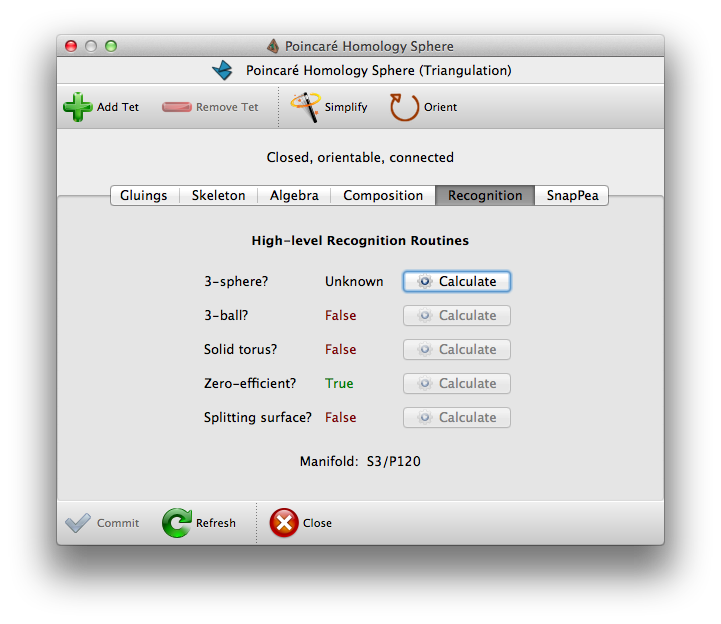 Poincaré Homology Sphere
Poincaré Homology Sphere (Triangulation)
Add Tet Remove Tet Simplify Orient
Closed, orientable, connected
Gluings Skeleton Algebra Composition Recognition SnapPea
High-level Recognition Routines
3-sphere? Unknown Calculate
3-ball? False Calculate
Solid torus? False Calculate
Zero-efficient? True Calculate
Splitting surface? False Calculate
Manifold: S3/P120
Commit Refresh Close